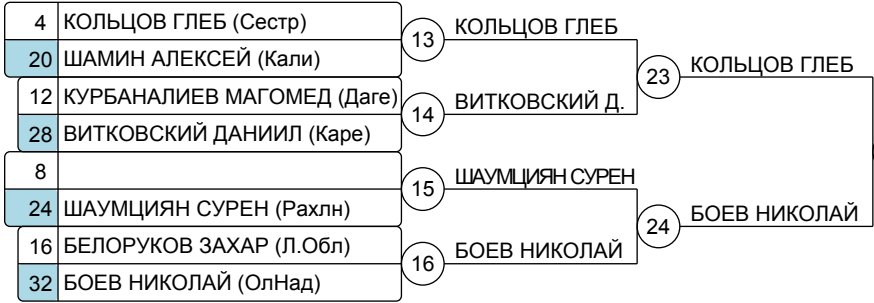 4 КОЛЬЦОВ ГЛЕБ (Сестр)
20 ШАМИН АЛЕКСЕЙ (Кали)
12 КУРБАНАЛИЕВ МАГОМЕД (Даге)
28 ВИТКОВСКИЙ ДАНИИЛ (Каре)
8
24 ШАУМЦИЯН СУРЕН (Рахлн)
16 БЕЛОРУКОВ ЗАХАР (Л.Обл)
32 БОЕВ НИКОЛАЙ (ОлНад)
13 КОЛЬЦОВ ГЛЕБ
14 ВИТКОВСКИЙ Д.
15 ШАУМЦИЯН СУРЕН
16 БОЕВ НИКОЛАЙ
23 КОЛЬЦОВ ГЛЕБ
24 БОЕВ НИКОЛАЙ